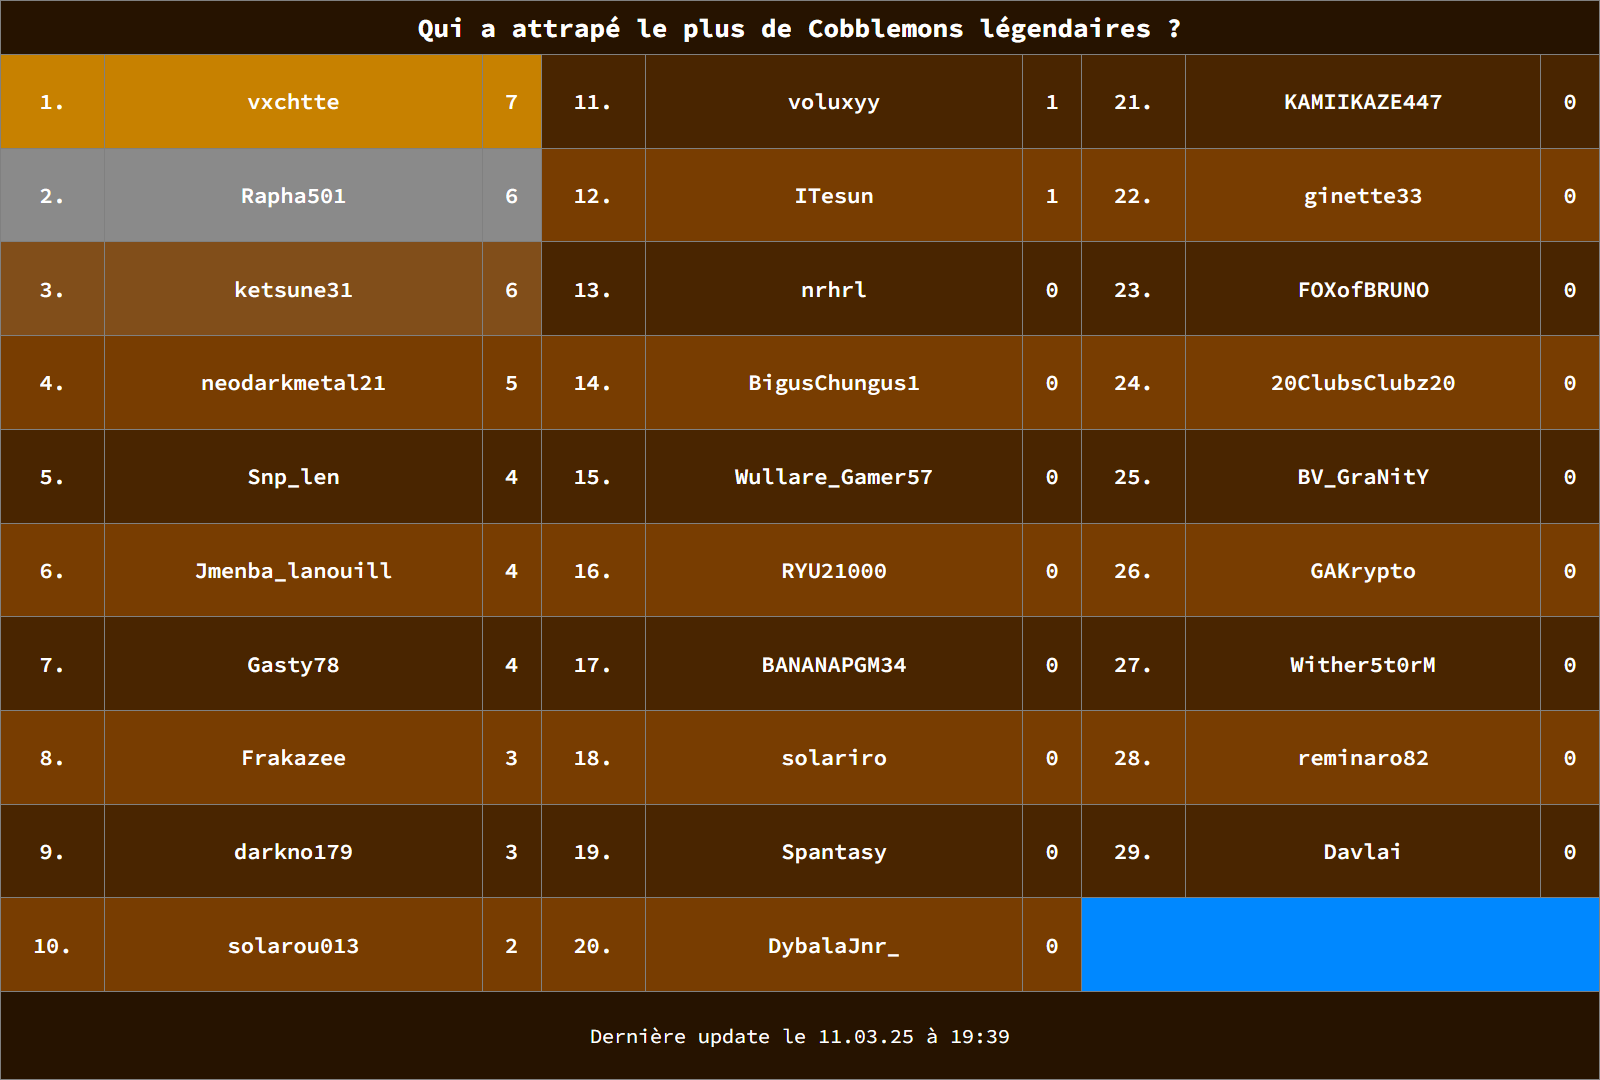 Qui a attrapé le plus de Cobblemons légendaires ?
1. vxchtte 7 11. voluxyy 1 21. KAMIIKAZE447 0
2. Rapha501 6 12. ITesun 1 22. ginette33 0
3. ketsune31 6 13. nrhrl 0 23. FOXofBRUNO 0
4. neodarkmetal21 5 14. BigusChungus1 0 24. 20ClubsClubz20 0
5. Snp_len 4 15. Wullare_Gamer57 0 25. BV_GraNitY 0
6. Jmenba_lanouill 4 16. RYU21000 0 26. GAKrypto 0
7. Gasty78 4 17. BANANAPGM34 0 27. Wither5t0rM 0
8. Frakazee 3 18. solariro 0 28. reminaro82 0
9. darkno179 3 19. Spantasy 0 29. Davlai 0
10. solarou013 2 20. DybalaJnr_ 0
Dernière update le 11.03.25 à 19:39